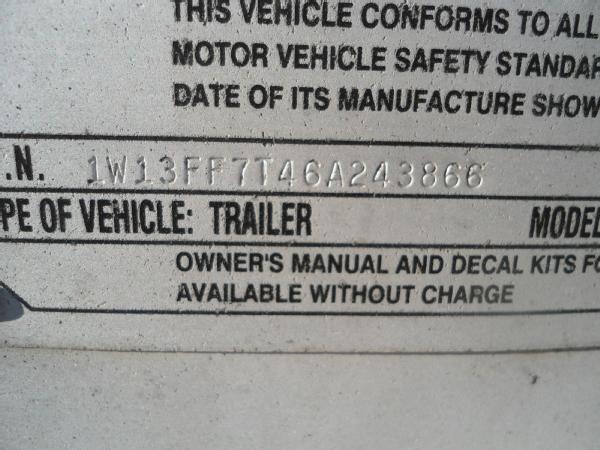 THIS VEHICLE CONFORMS TO ALL
MOTOR VEHICLE SAFETY STANDAR
DATE OF ITS MANUFACTURE SHOW
.N. 1W13FF7T46A243866
PE OF VEHICLE: TRAILER MODEL
OWNER'S MANUAL AND DECAL KITS FO
AVAILABLE WITHOUT CHARGE